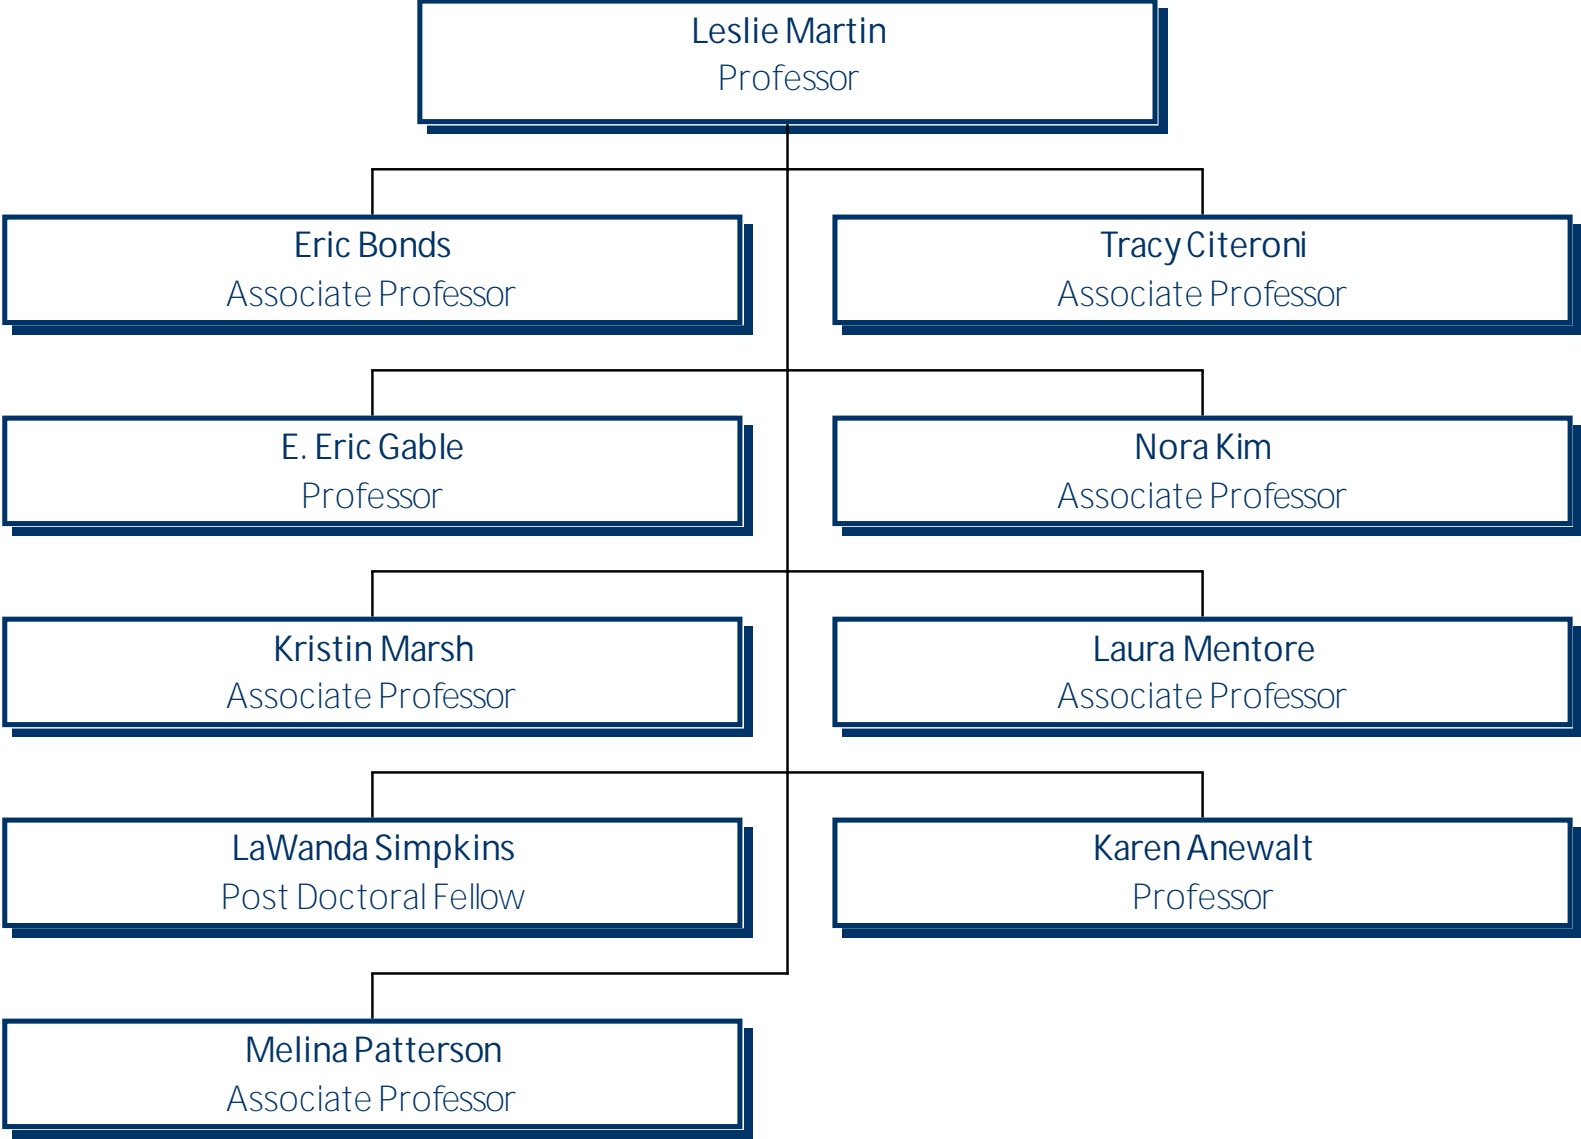 Leslie Martin
Professor
Eric Bonds
Associate Professor
Tracy Citeroni
Associate Professor
E. Eric Gable
Professor
Nora Kim
Associate Professor
Kristin Marsh
Associate Professor
Laura Mentore
Associate Professor
LaWanda Simpkins
Post Doctoral Fellow
Karen Anewalt
Professor
Melina Patterson
Associate Professor